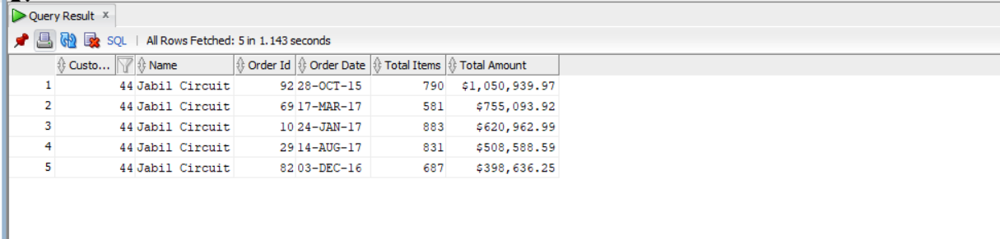 Query Result x
SQL | All Rows Fetched: 5 in 1.143 seconds
Custo... Name Order Id Order Date Total Items Total Amount
1 44 Jabil Circuit 92 28-OCT-15 790 $1,050,939.97
2 44 Jabil Circuit 69 17-MAR-17 581 $755,093.92
3 44 Jabil Circuit 10 24-JAN-17 883 $620,962.99
4 44 Jabil Circuit 29 14-AUG-17 831 $508,588.59
5 44 Jabil Circuit 82 03-DEC-16 687 $398,636.25